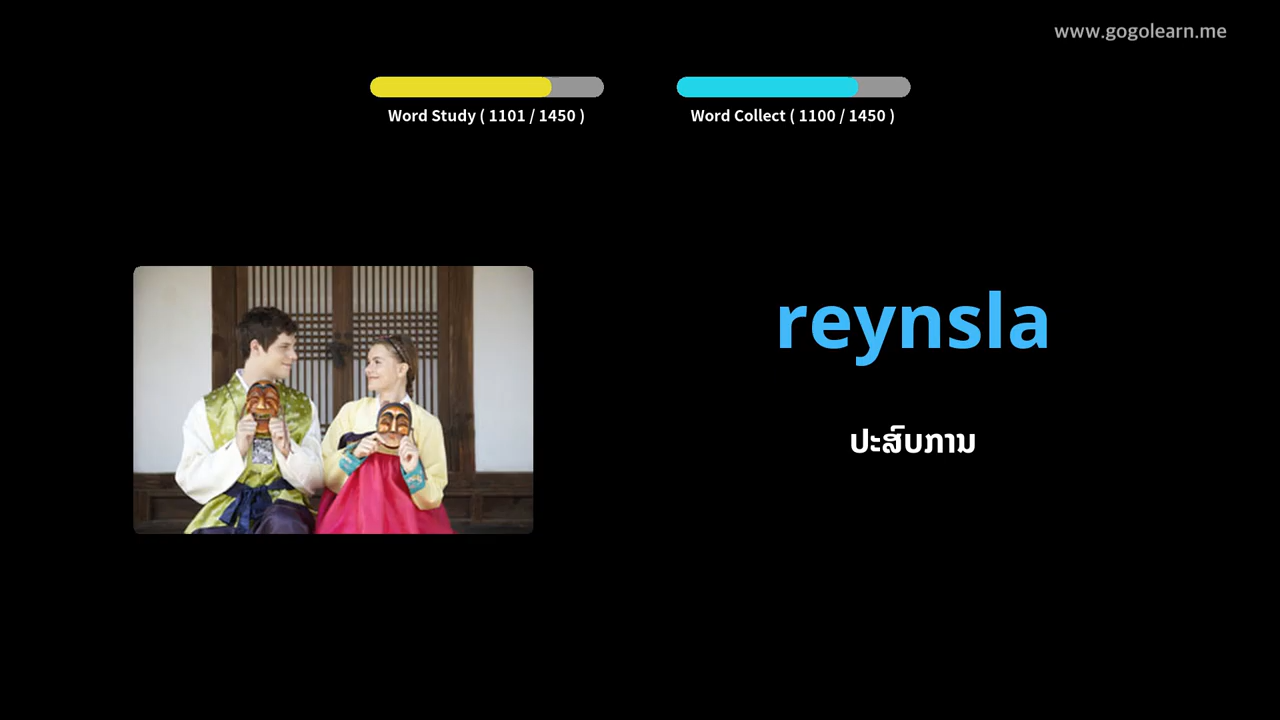 www.gogolearn.me
Word Study ( 1101 / 1450 )
Word Collect ( 1100 / 1450 )
reynsla
ປະສົບການ